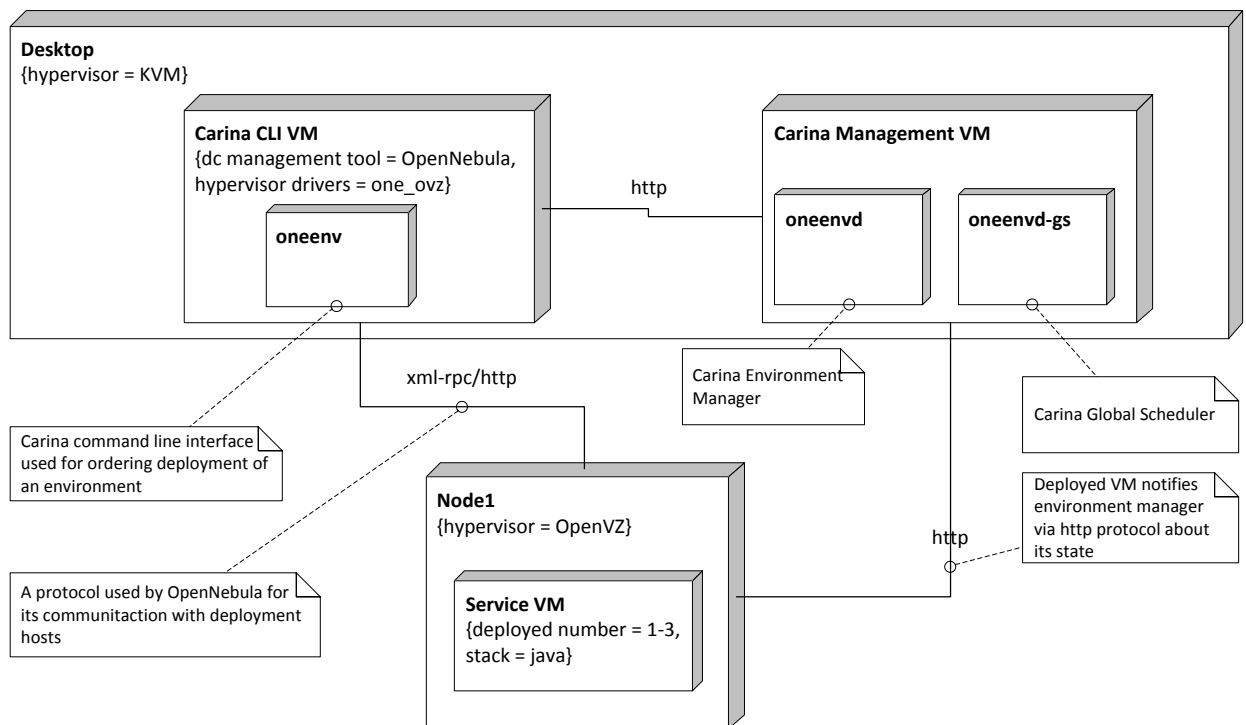 Desktop
{hypervisor = KVM}
Carina CLI VM
{dc management tool = OpenNebula,
hypervisor drivers = one_ovz}
oneenv
http
Carina Management VM
oneenvd
oneenvd-gs
xml-rpc/http
Carina Environment
Manager
Carina Global Scheduler
Carina command line interface
used for ordering deployment of
an environment
Node1
{hypervisor = OpenVZ}
Deployed VM notifies
environment manager
via http protocol about
its state
http
A protocol used by OpenNebula for
its communitaction with deployment
hosts
Service VM
{deployed number = 1-3,
stack = java}